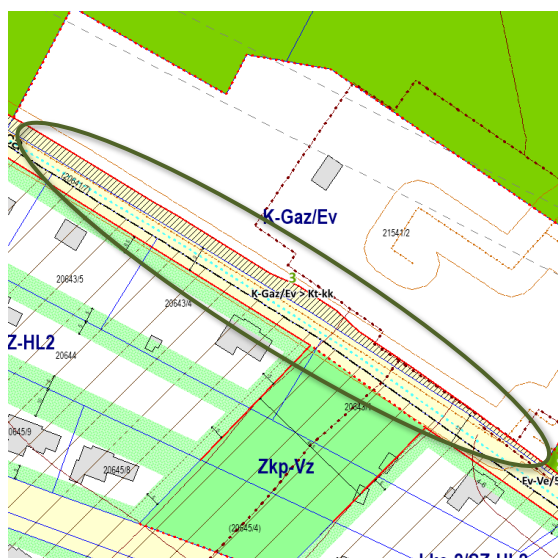 (20641/7)
K-Gaz/Ev
21541/2
3
K-Gaz/Ev > Kt-kk.
20643/5
20643/4
Z-HL2
20644
20645/9
20645/8
Zkp-Vz
(20645/4)
Ev-Ve/5